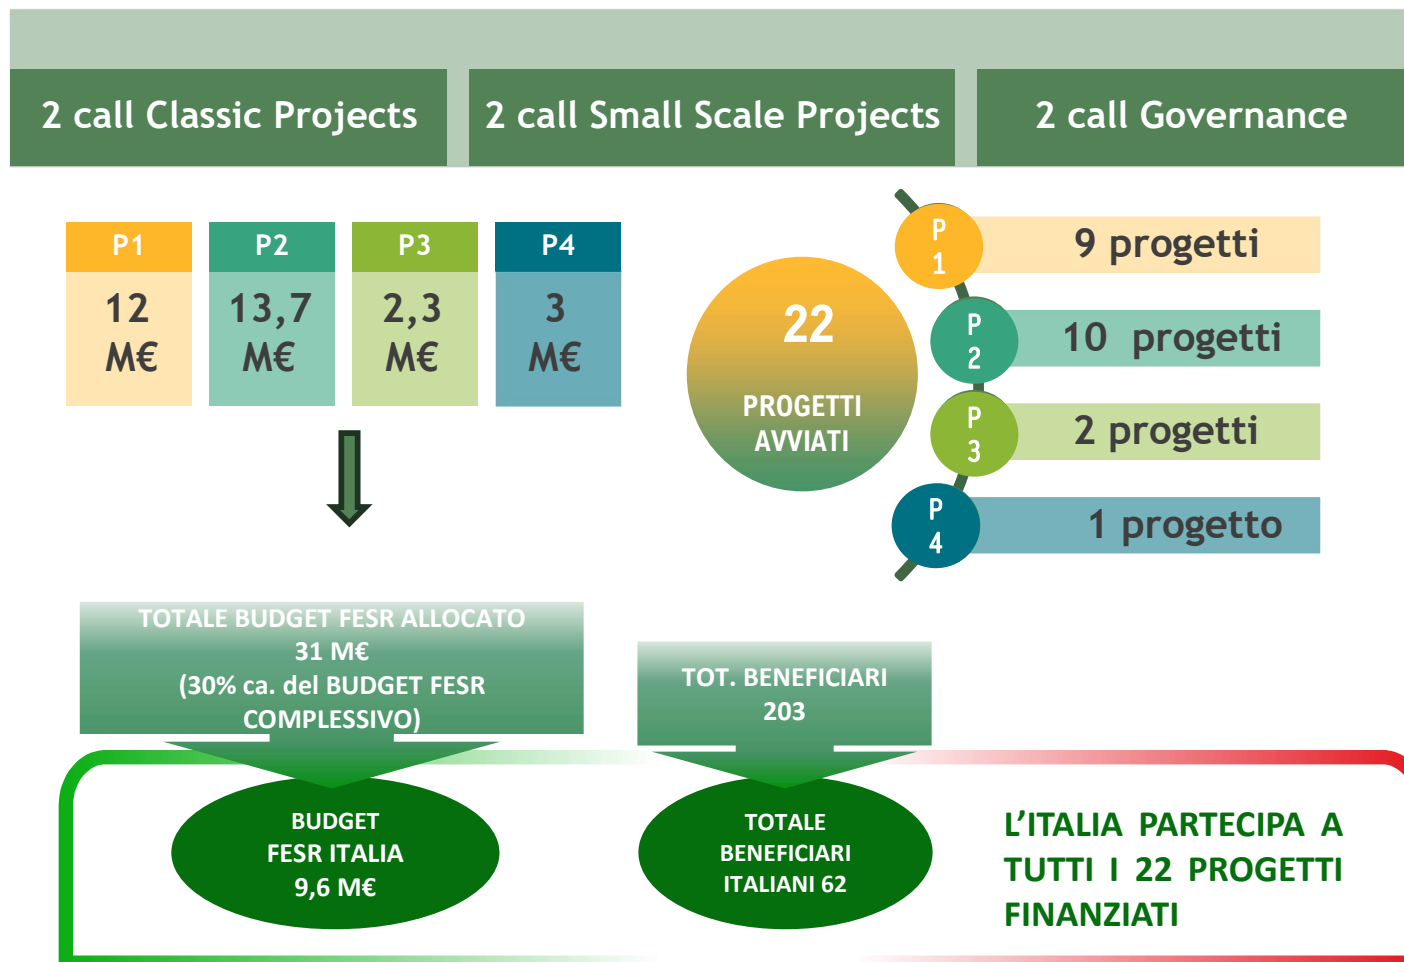 2 call Classic Projects
2 call Small Scale Projects
2 call Governance
P1
12
M€
P2
13,7
M€
P3
2,3
M€
P4
3
M€
22
PROGETTI
AVVIATI
P
1
9 progetti
P
2
10 progetti
P
3
2 progetti
P
4
1 progetto
TOTALE BUDGET FESR ALLOCATO
31 M€
(30% ca. del BUDGET FESR
COMPLESSIVO)
TOT. BENEFICIARI
203
BUDGET
FESR ITALIA
9,6 M€
TOTALE
BENEFICIARI
ITALIANI 62
L'ITALIA PARTECIPA A
TUTTI I 22 PROGETTI
FINANZIATI